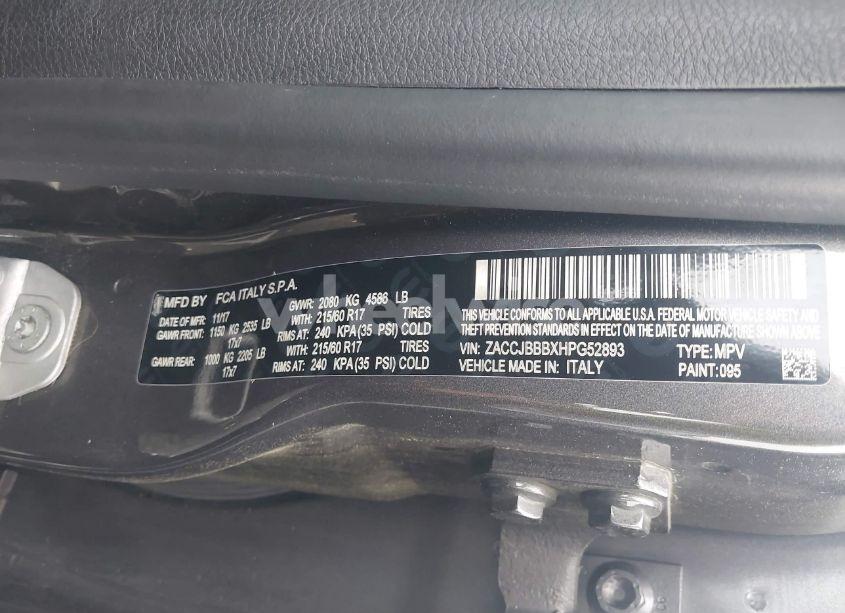 MFD BY FCA ITALY S.P.A.
DATE OF MFR: 11/17 GVWR: 2080 KG 4586 LB
GAWR FRONT: 1150 KG 2535 LB WITH: 215/60 R17 TIRES
17x7 RIMS AT: 240 KPA(35 PSI) COLD
GAWR REAR: 1000 KG 2205 LB WITH: 215/60 R17 TIRES
17x7 RIMS AT: 240 KPA(35 PSI) COLD
THIS VEHICLE CONFORMS TO ALL APPLICABLE U.S.A. FEDERAL MOTOR VEHICLE SAFETY, BUMPER AND
THEFT PREVENTION STANDARDS IN EFFECT ON THE DATE OF MANUFACTURE SHOWN ABOVE.
VIN: ZACCJBBBXHPG52893 TYPE: MPV
VEHICLE MADE IN: ITALY PAINT: 095